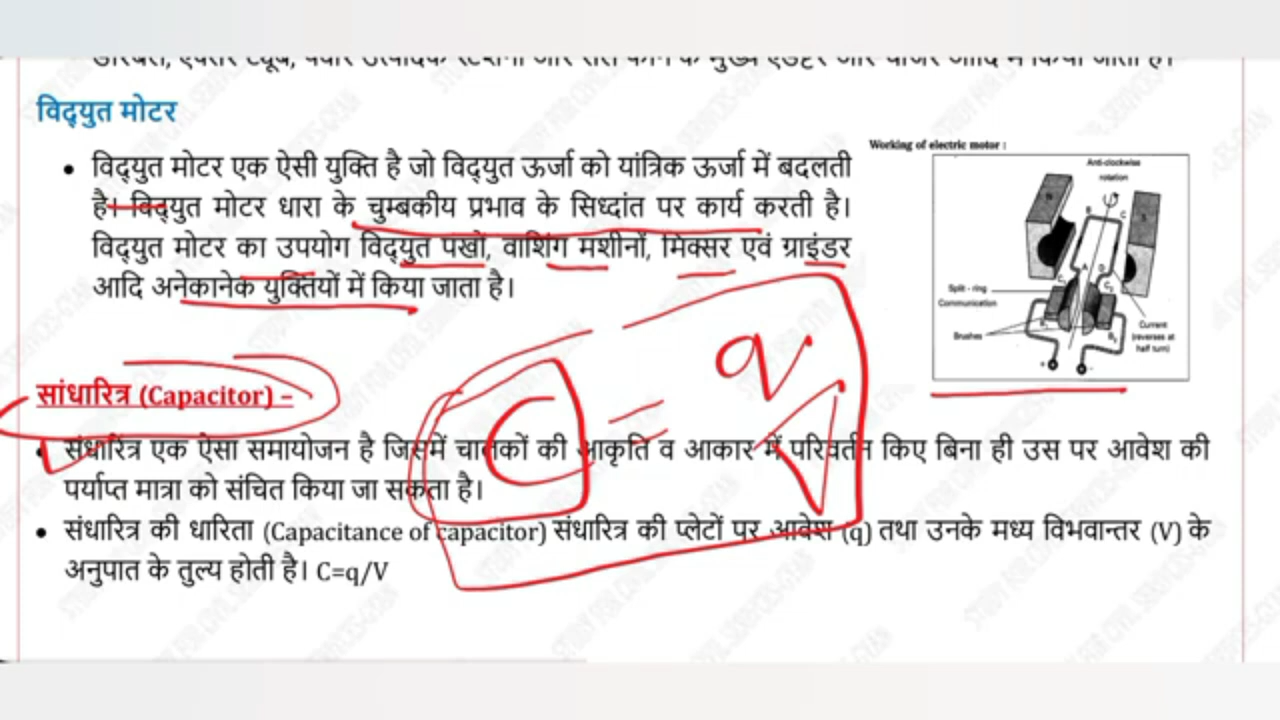 विद्युत मोटर
Working of electric motor :
विद्युत मोटर एक ऐसी युक्ति है जो विद्युत ऊर्जा को यांत्रिक ऊर्जा में बदलती
है। विद्युत मोटर धारा के चुम्बकीय प्रभाव के सिध्दांत पर कार्य करती है।
विद्युत मोटर का उपयोग विद्युत पंखों, वाशिंग मशीनों, मिक्सर एवं ग्राइंडर
आदि अनेकानेक युक्तियों में किया जाता है।
Anti-clockwise
rotation
B C
A D
Split - ring
Communication
Brushes
Current
(reverses at
half turn)
C = q/V
सांधारित्र (Capacitor) –
संधारित्र एक ऐसा समायोजन है जिसमें चालकों की आकृति व आकार में परिवर्तन किए बिना ही उस पर आवेश की
पर्याप्त मात्रा को संचित किया जा सकता है।
संधारित्र की धारिता (Capacitance of capacitor) संधारित्र की प्लेटों पर आवेश (q) तथा उनके मध्य विभवान्तर (V) के
अनुपात के तुल्य होती है। C=q/V